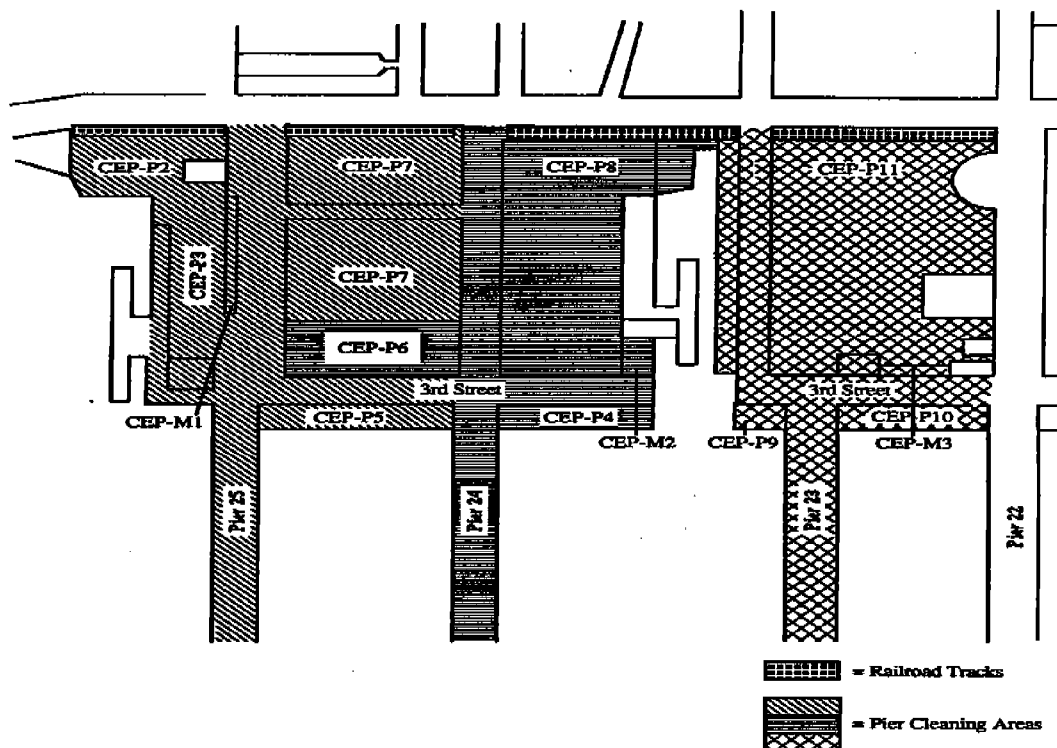 CEP-P2
CEP-P7
CEP-P8
CEP-P11
CEP-P3
CEP-P7
CEP-P6
3rd Street
3rd Street
CEP-M1
CEP-P5
CEP-P4
CEP-M2
CEP-P9
CEP-P10
CEP-M3
Pier 25
Pier 24
Pier 23
Pier 22
= Railroad Tracks
= Pier Cleaning Areas